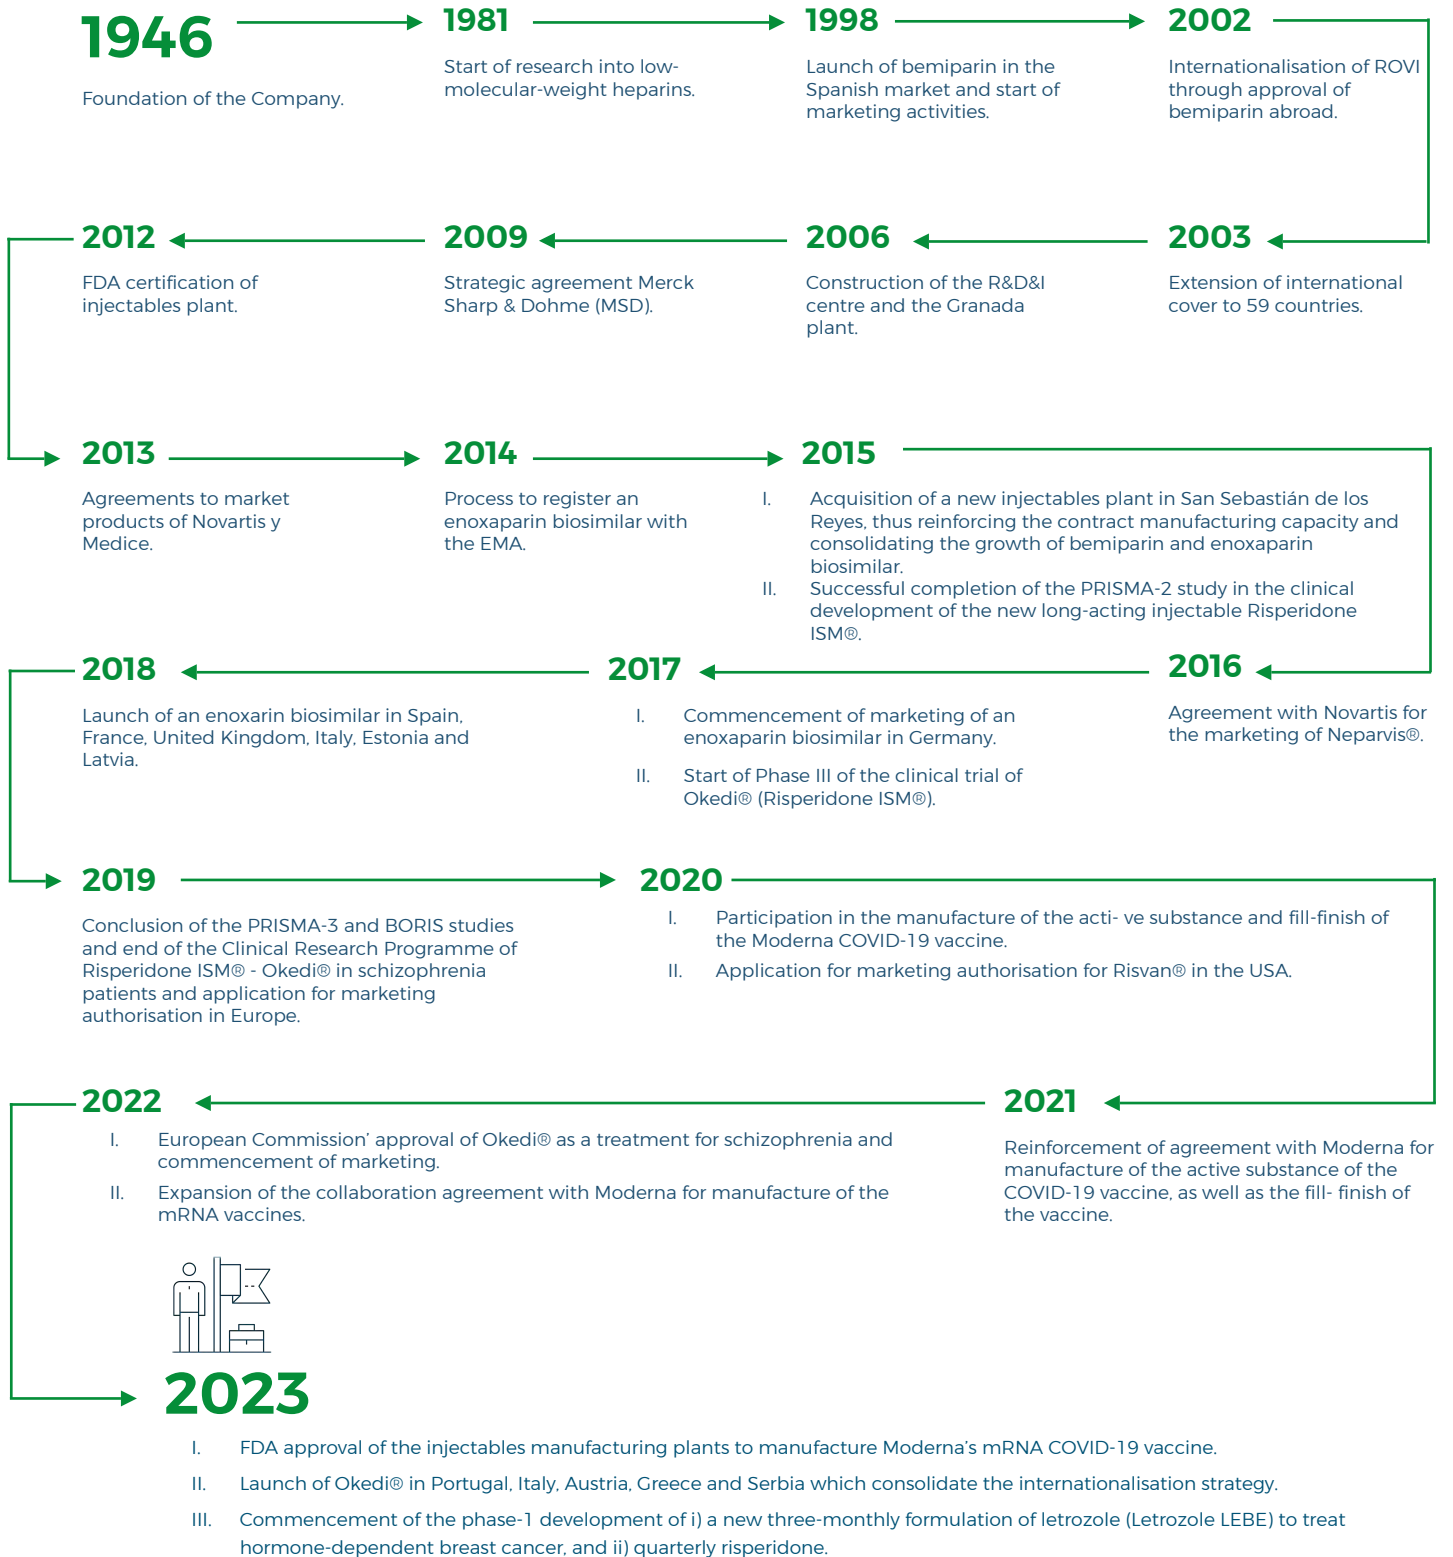 1946
Foundation of the Company.
1981
Start of research into low-
molecular-weight heparins.
1998
Launch of bemiparin in the
Spanish market and start of
marketing activities.
2002
Internationalisation of ROVI
through approval of
bemiparin abroad.
2003
Extension of international
cover to 59 countries.
2006
Construction of the R&D&I
centre and the Granada
plant.
2009
Strategic agreement Merck
Sharp & Dohme (MSD).
2012
FDA certification of
injectables plant.
2013
Agreements to market
products of Novartis y
Medice.
2014
Process to register an
enoxaparin biosimilar with
the EMA.
2015
I. Acquisition of a new injectables plant in San Sebastián de los
Reyes, thus reinforcing the contract manufacturing capacity and
consolidating the growth of bemiparin and enoxaparin
biosimilar.
II. Successful completion of the PRISMA-2 study in the clinical
development of the new long-acting injectable Risperidone
ISM®.
2016
Agreement with Novartis for
the marketing of Neparvis®.
2017
I. Commencement of marketing of an
enoxaparin biosimilar in Germany.
II. Start of Phase III of the clinical trial of
Okedi® (Risperidone ISM®).
2018
Launch of an enoxarin biosimilar in Spain,
France, United Kingdom, Italy, Estonia and
Latvia.
2019
Conclusion of the PRISMA-3 and BORIS studies
and end of the Clinical Research Programme of
Risperidone ISM® - Okedi® in schizophrenia
patients and application for marketing
authorisation in Europe.
2020
I. Participation in the manufacture of the acti- ve substance and fill-finish of
the Moderna COVID-19 vaccine.
II. Application for marketing authorisation for Risvan® in the USA.
2021
Reinforcement of agreement with Moderna for
manufacture of the active substance of the
COVID-19 vaccine, as well as the fill- finish of
the vaccine.
2022
I. European Commission’ approval of Okedi® as a treatment for schizophrenia and
commencement of marketing.
II. Expansion of the collaboration agreement with Moderna for manufacture of the
mRNA vaccines.
2023
I. FDA approval of the injectables manufacturing plants to manufacture Moderna’s mRNA COVID-19 vaccine.
II. Launch of Okedi® in Portugal, Italy, Austria, Greece and Serbia which consolidate the internationalisation strategy.
III. Commencement of the phase-1 development of i) a new three-monthly formulation of letrozole (Letrozole LEBE) to treat
hormone-dependent breast cancer, and ii) quarterly risperidone.